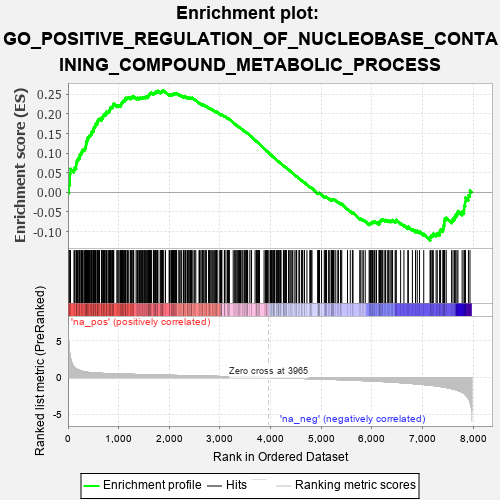 Enrichment plot:
GO_POSITIVE_REGULATION_OF_NUCLEOBASE_CONTA
INING_COMPOUND_METABOLIC_PROCESS
Enrichment score (ES)
0.25
0.20
0.15
0.10
0.05
0.00
-0.05
-0.10
'na_pos' (positively correlated)
Ranked list metric (PreRanked)
5
0
-5
Zero cross at 3965
'na_neg' (negatively correlated)
0
1,000
2,000
3,000
4,000
5,000
6,000
7,000
8,000
Rank in Ordered Dataset
Enrichment profile
Hits
Ranking metric scores